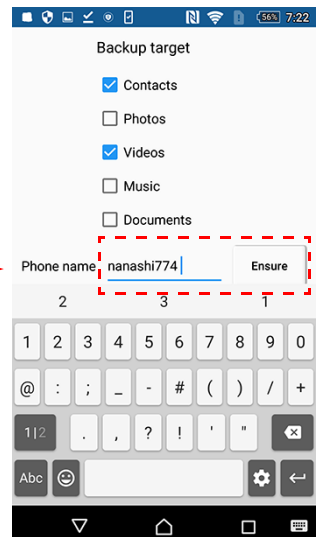 56% 7:22
Backup target
Contacts
Photos
Videos
Music
Documents
Phone name nanashi774 Ensure
2 3 1
1 2 3 4 5 6 7 8 9 0
@ : ; _ - # ( ) / +
1|2 . , ? ! ' "
Abc